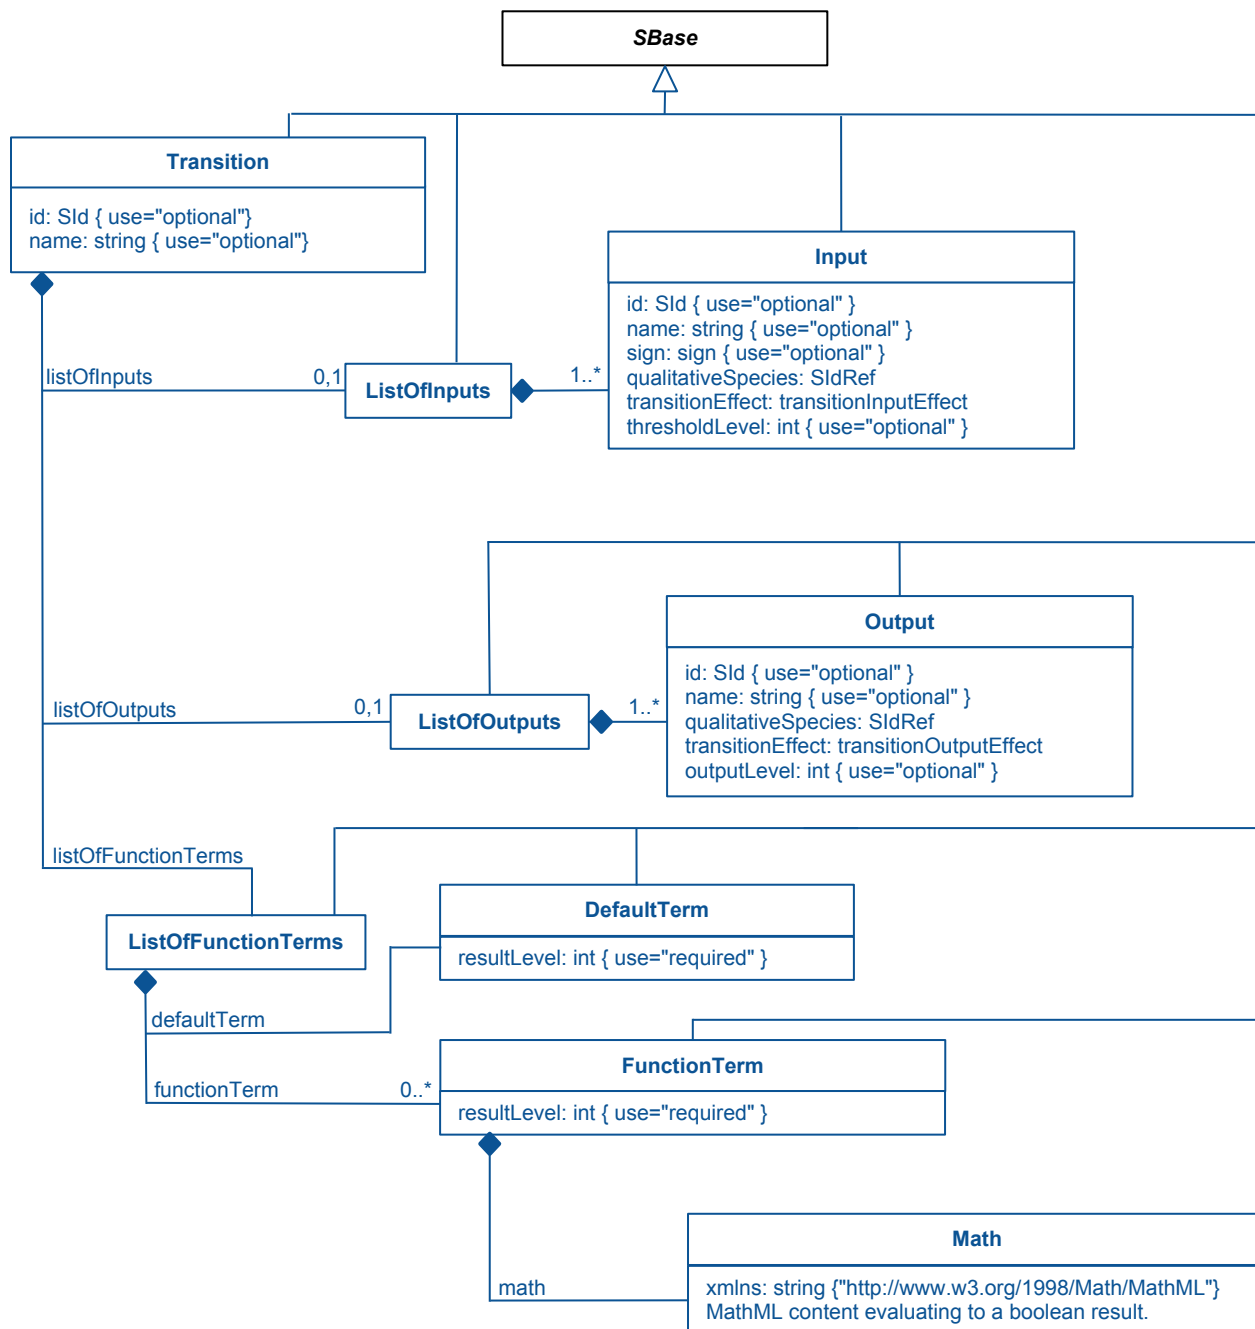 SBase
Transition
id: SId { use="optional"}
name: string { use="optional"}
Input
id: SId { use="optional" }
name: string { use="optional" }
sign: sign { use="optional" }
qualitativeSpecies: SIdRef
transitionEffect: transitionInputEffect
thresholdLevel: int { use="optional" }
listOfInputs
0,1
ListOfInputs
1..*
Output
id: SId { use="optional" }
name: string { use="optional" }
qualitativeSpecies: SIdRef
transitionEffect: transitionOutputEffect
outputLevel: int { use="optional" }
listOfOutputs
0,1
ListOfOutputs
1..*
listOfFunctionTerms
ListOfFunctionTerms
DefaultTerm
resultLevel: int { use="required" }
defaultTerm
FunctionTerm
resultLevel: int { use="required" }
functionTerm
0..*
Math
xmlns: string {"http://www.w3.org/1998/Math/MathML"}
MathML content evaluating to a boolean result.
math